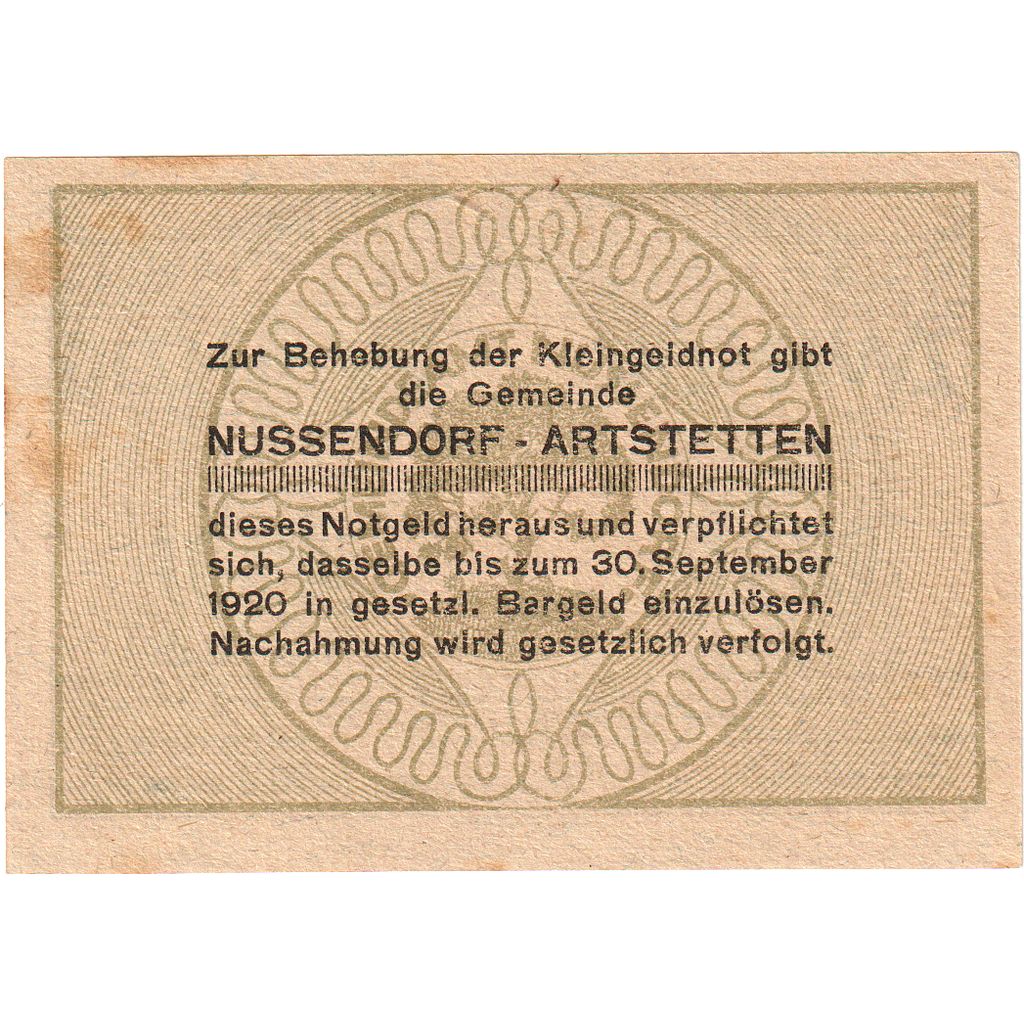 Zur Behebung der Kleingeldnot gibt
die Gemeinde
NUSSENDORF - ARTSTETTEN
dieses Notgeld heraus und verpflichtet
sich, dasselbe bis zum 30. September
1920 in gesetzl. Bargeld einzulösen.
Nachahmung wird gesetzlich verfolgt.